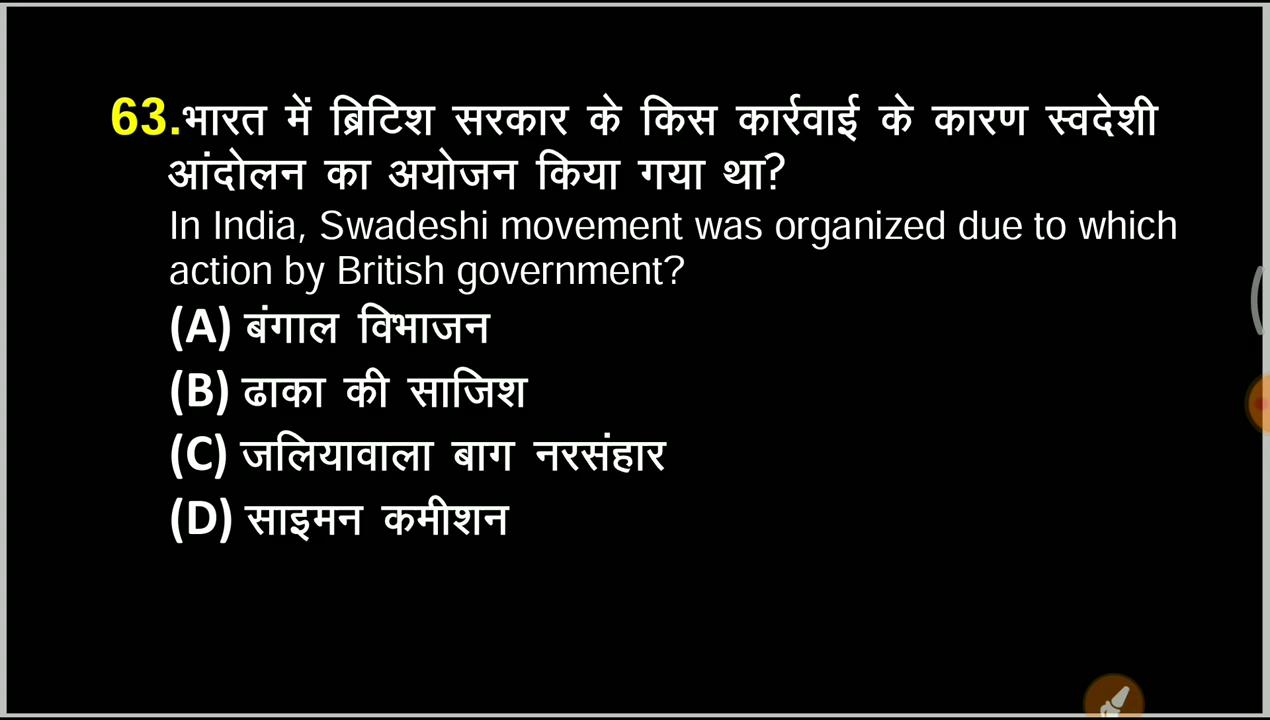 63.भारत में ब्रिटिश सरकार के किस कार्रवाई के कारण स्वदेशी
आंदोलन का अयोजन किया गया था?
In India, Swadeshi movement was organized due to which
action by British government?
(A) बंगाल विभाजन
(B) ढाका की साजिश
(C) जलियावाला बाग नरसंहार
(D) साइमन कमीशन